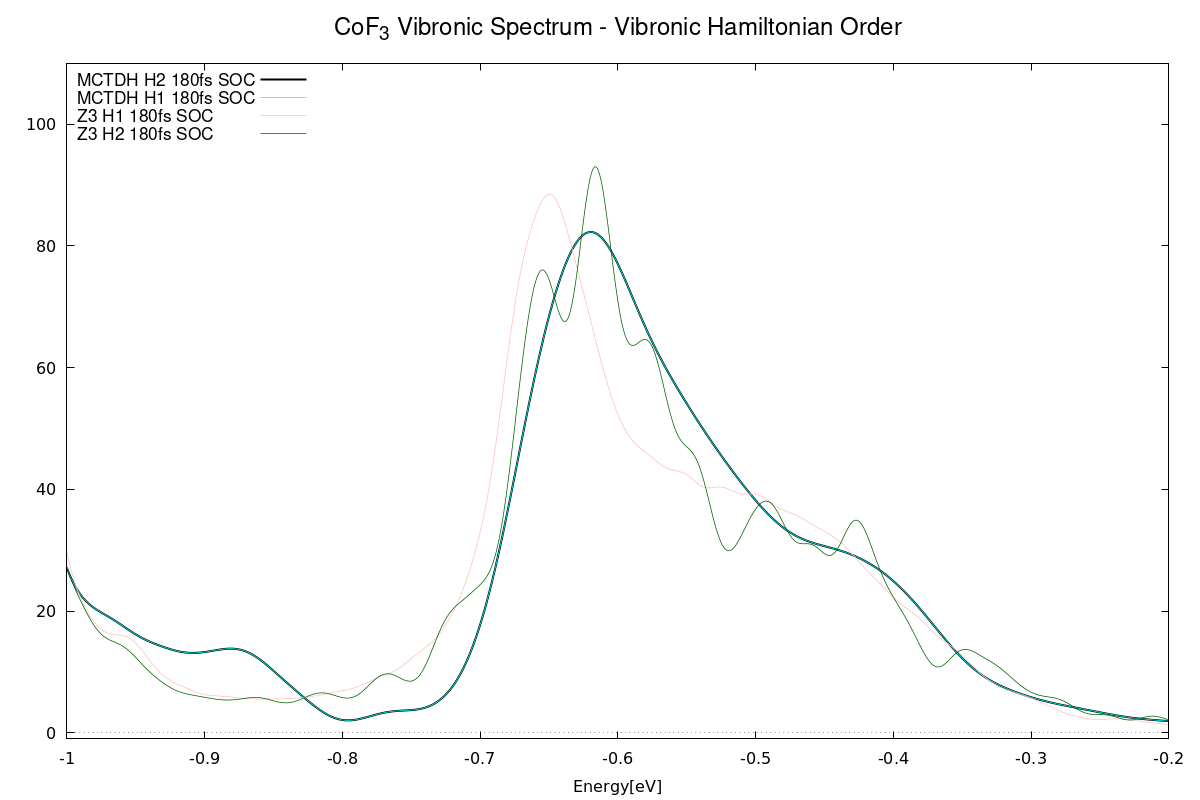 CoF3 Vibronic Spectrum - Vibronic Hamiltonian Order
MCTDH H2 180fs SOC
MCTDH H1 180fs SOC
Z3 H1 180fs SOC
Z3 H2 180fs SOC
100
80
60
40
20
0
-1 -0.9 -0.8 -0.7 -0.6 -0.5 -0.4 -0.3 -0.2
Energy[eV]